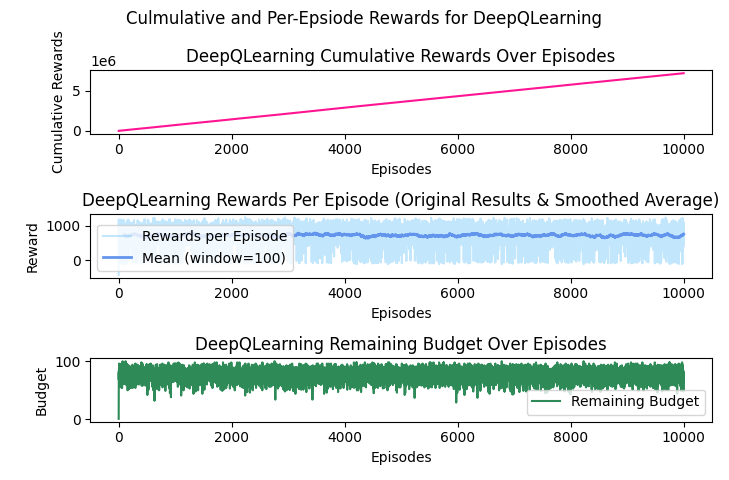 Culmulative and Per-Epsiode Rewards for DeepQLearning
DeepQLearning Cumulative Rewards Over Episodes
1e6
Cumulative Rewards
5
0
0 2000 4000 6000 8000 10000
Episodes
DeepQLearning Rewards Per Episode (Original Results & Smoothed Average)
Reward
1000
0
Rewards per Episode
Mean (window=100)
0 2000 4000 6000 8000 10000
Episodes
DeepQLearning Remaining Budget Over Episodes
Budget
100
0
Remaining Budget
0 2000 4000 6000 8000 10000
Episodes